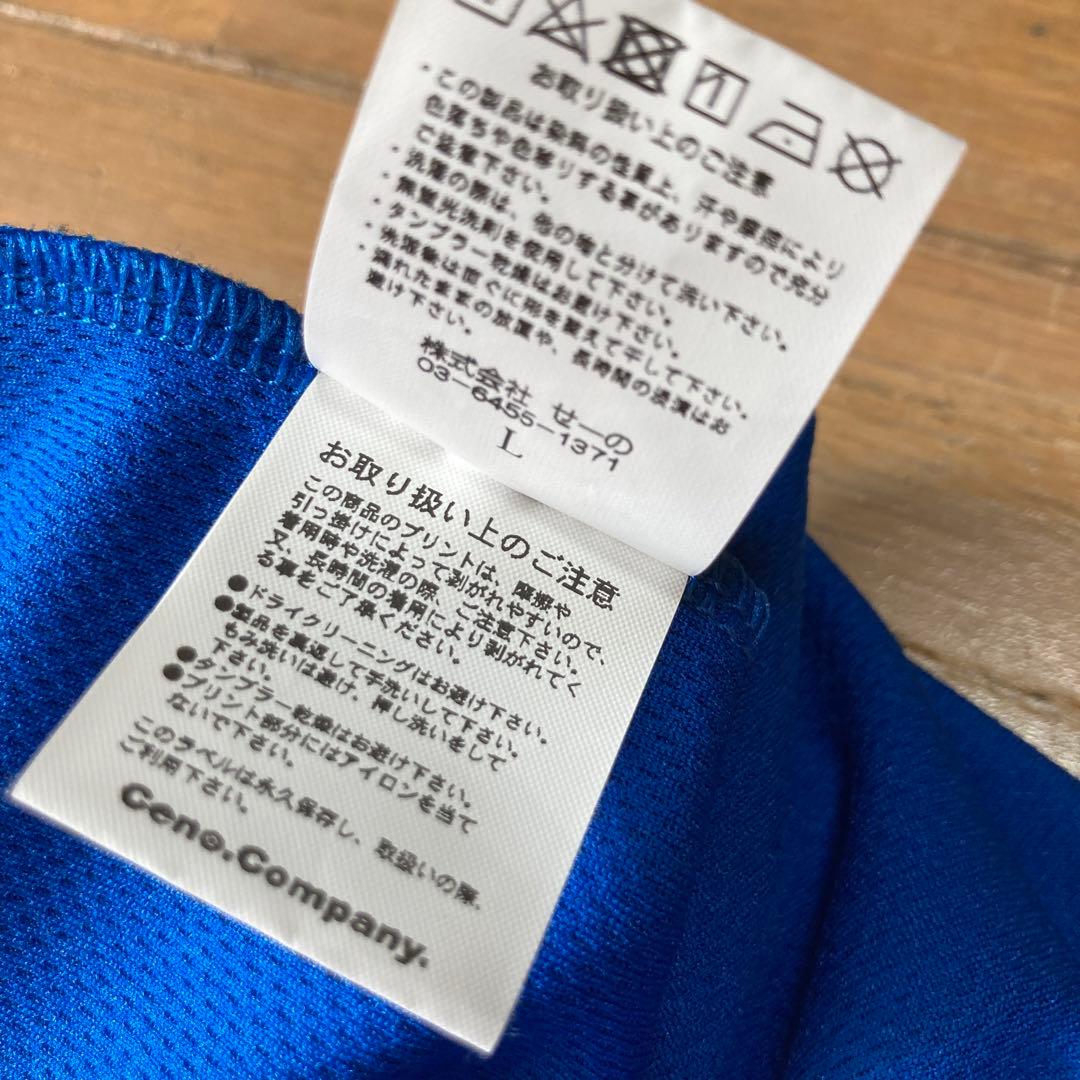 お取り扱い上のご注意
・この製品は染料の性質上、汗や摩擦により
色落ちや色移りする事がありますので充分
ご注意下さい。
・洗濯の際は、他の物と分けて洗い下さい。
・無蛍光洗剤を使用して下さい。
・タンブラー乾燥はお避け下さい。
・洗濯後は直ぐに形を整えて干して下さい。
濡れたままの放置や、長時間の浸漬はお
避け下さい。
株式会社 せーの
03-6455-1371
L
お取り扱い上のご注意
この商品のプリントは、摩擦や
引っ掛けによって剥がれやすいので、
着用時や洗濯の際、ご注意下さい。
又、長時間の着用により剥がれてく
る事をご了承ください。
●ドライクリーニングはお避け下さい。
●製品を裏返して手洗いして下さい。
もみ洗いは避け、押し洗いをして
下さい。
●タンブラー乾燥はお避け下さい。
●プリント部分にはアイロンを当て
ないで下さい。
このラベルは永久保存し、取扱いの際、
ご利用下さい。
Ceno.Company.